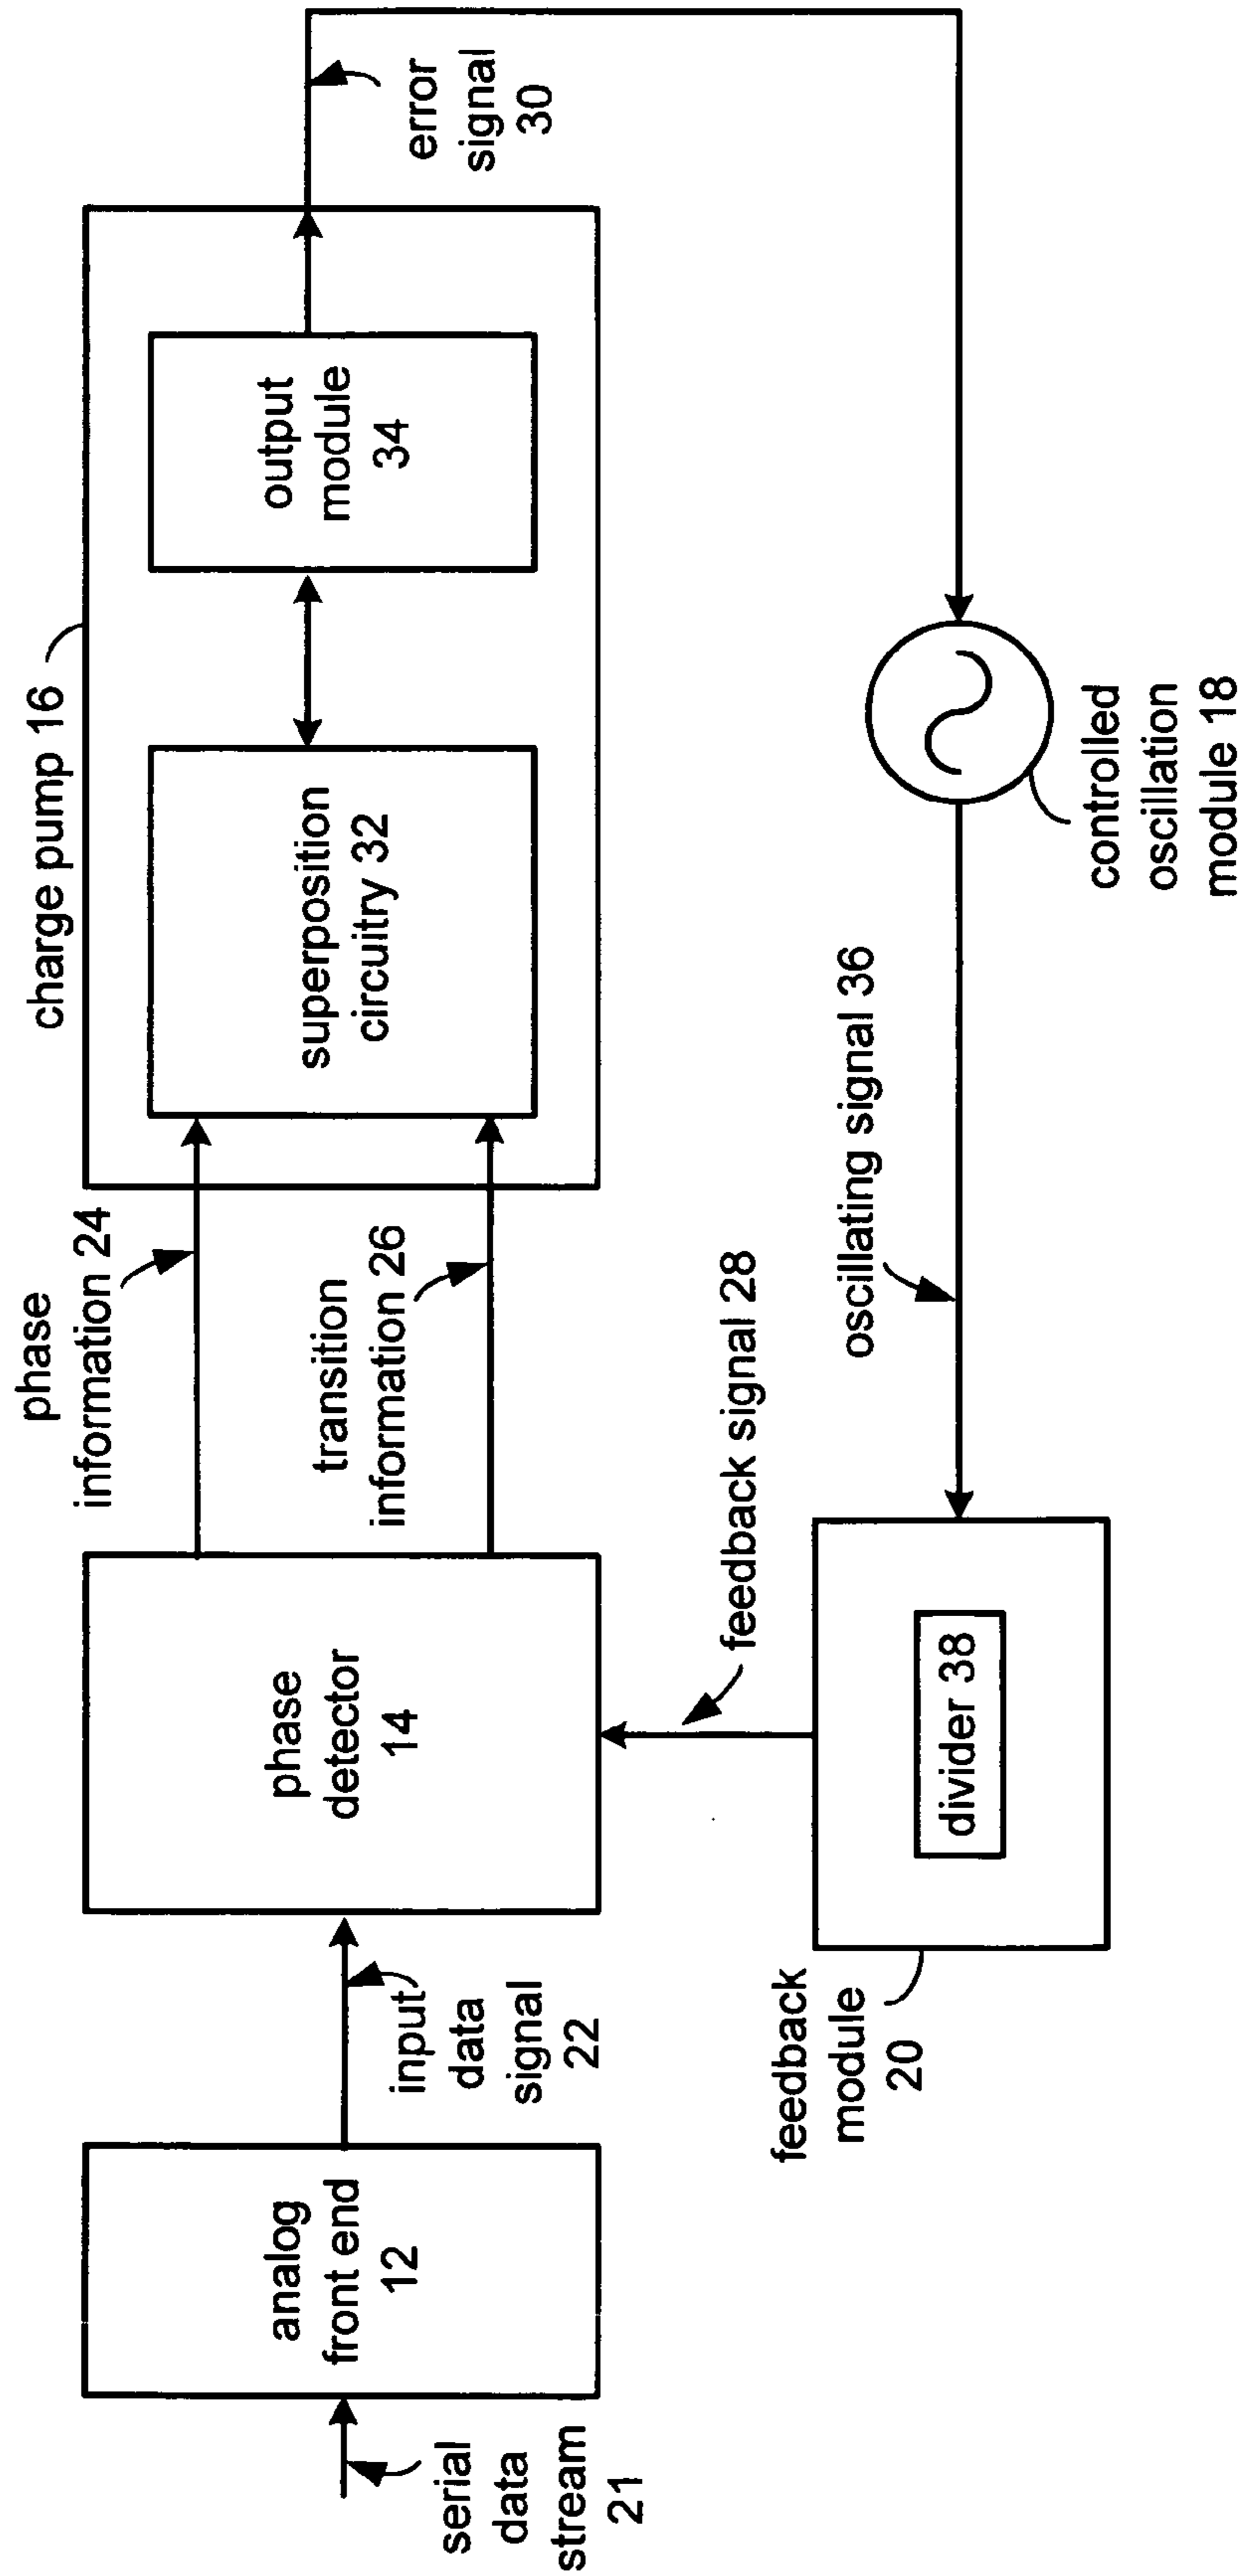 serial
data
stream
21
analog
front end
12
input
data
signal
22
phase
detector
14
phase
information 24
transition
information 26
charge pump 16
superposition
circuitry 32
output
module
34
error
signal
30
feedback
module
20
divider 38
feedback signal 28
oscillating signal 36
controlled
oscillation
module 18